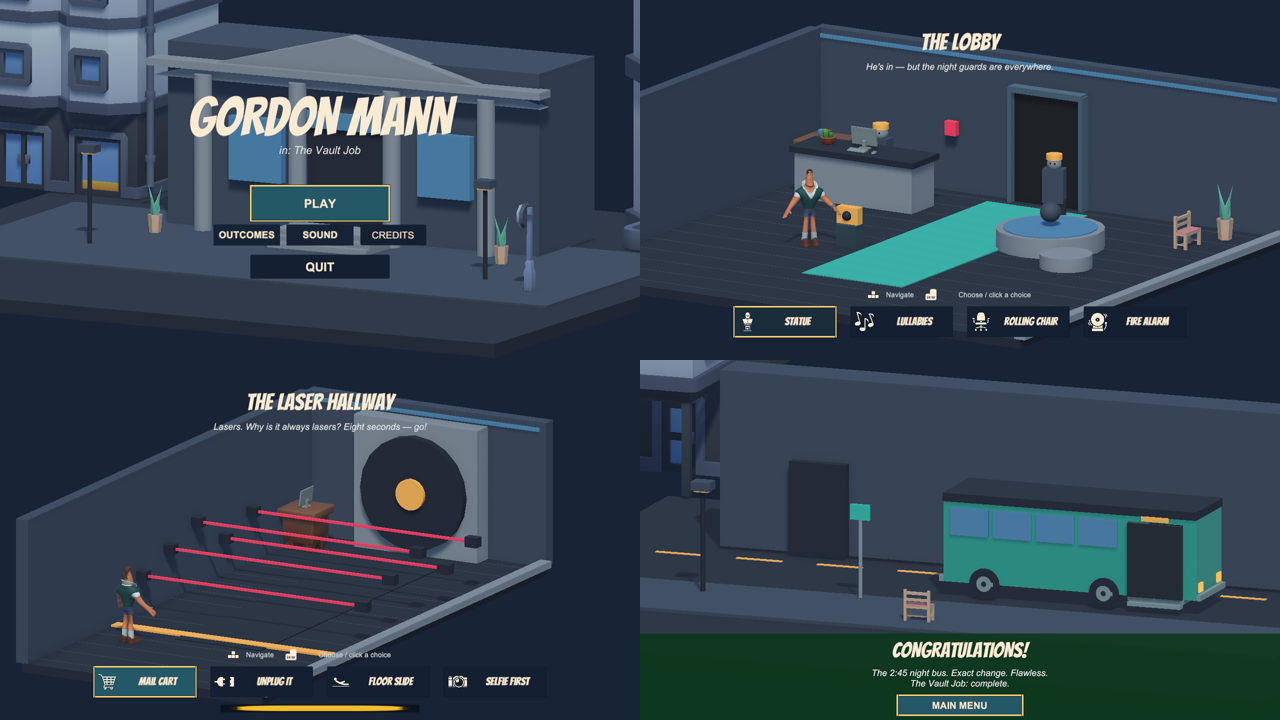 GORDON MANN
in: The Vault Job
PLAY
OUTCOMES
SOUND
CREDITS
QUIT
THE LOBBY
He's in — but the night guards are everywhere.
Navigate
Choose / click a choice
STATUE
LULLABIES
ROLLING CHAIR
FIRE ALARM
THE LASER HALLWAY
Lasers. Why is it always lasers? Eight seconds — go!
Navigate
Choose / click a choice
MAIL CART
UNPLUG IT
FLOOR SLIDE
SELFIE FIRST
CONGRATULATIONS!
The 2:45 night bus. Exact change. Flawless.
The Vault Job: complete.
MAIN MENU